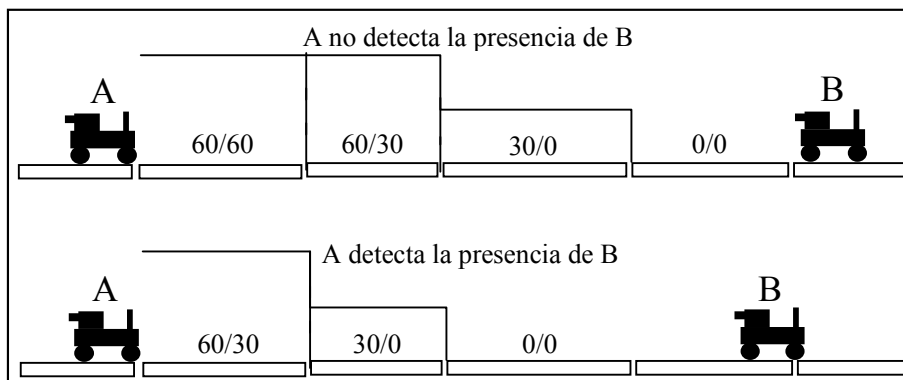 A no detecta la presencia de B
A B
60/60 60/30 30/0 0/0
A detecta la presencia de B
A B
60/30 30/0 0/0